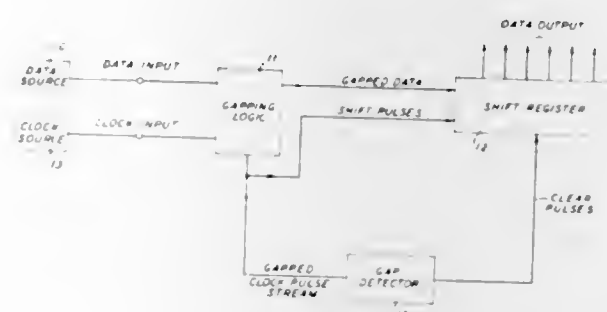 DATA OUTPUT
DATA
SOURCE
DATA INPUT
11
GAPPING
LOGIC
GAPPED DATA
SHIFT PULSES
SHIFT REGISTER
12
CLOCK
SOURCE
13
CLOCK INPUT
CLEAR
PULSES
GAPPED
CLOCK PULSE
STREAM
GAP
DETECTOR